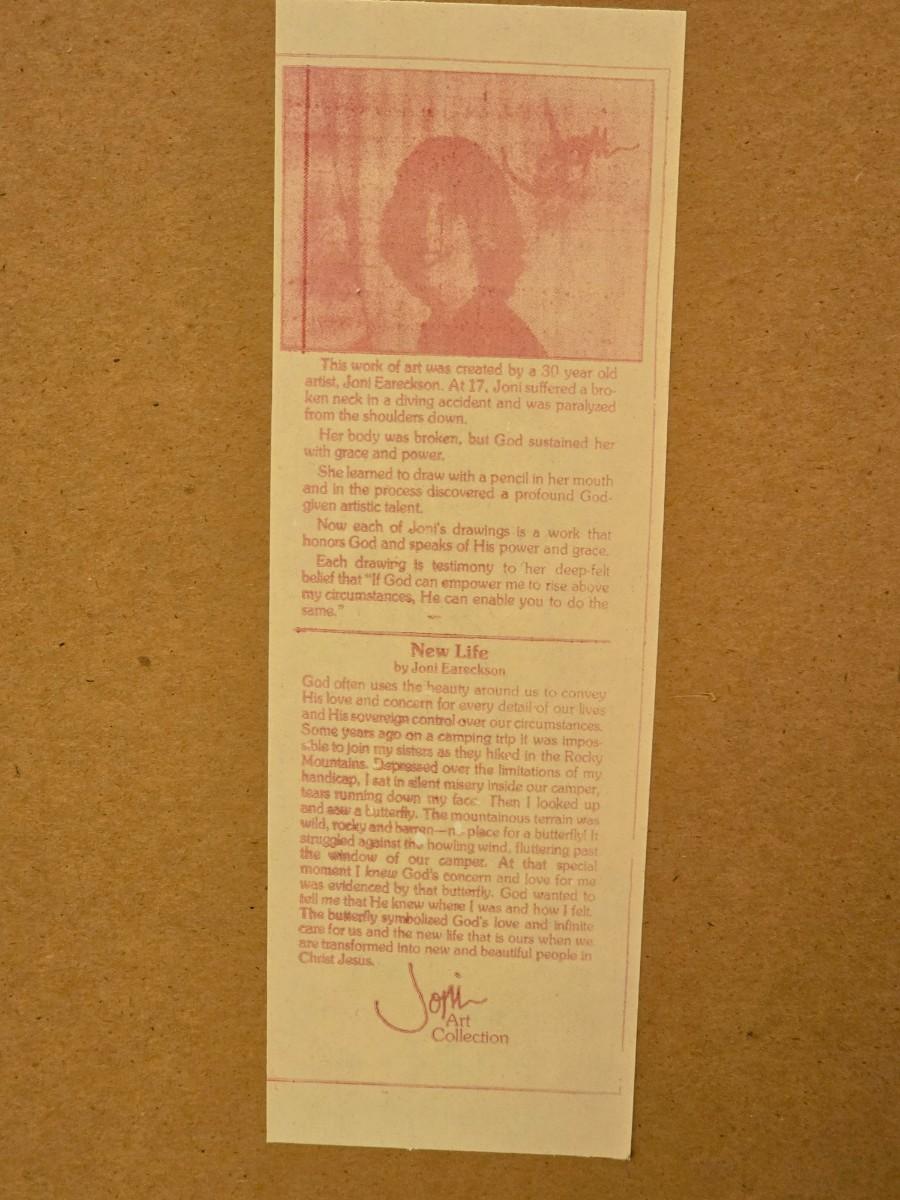 This work of art was created by a 30 year old
artist, Joni Eareckson. At 17, Joni suffered a bro-
ken neck in a diving accident and was paralyzed
from the shoulders down.
Her body was broken, but God sustained her
with grace and power.
She learned to draw with a pencil in her mouth
and in the process discovered a profound God-
given artistic talent.
Now each of Joni's drawings is a work that
honors God and speaks of His power and grace.
Each drawing is testimony to her deep-felt
belief that "If God can empower me to rise above
my circumstances, He can enable you to do the
same."
New Life
by Joni Eareckson
God often uses the beauty around us to convey
His love and concern for every detail of our lives
and His sovereign control over our circumstances.
Some years ago on a camping trip it was impos-
sible to join my sisters as they hiked in the Rocky
Mountains. Depressed over the limitations of my
handicap, I sat in silent misery inside our camper,
tears running down my face. Then I looked up
and saw a butterfly. The mountainous terrain was
wild, rocky and barren—no place for a butterfly! It
struggled against the howling wind, fluttering past
the window of our camper. At that special
moment I knew God's concern and love for me
was evidenced by that butterfly. God wanted to
tell me that He knew where I was and how I felt.
The butterfly symbolized God's love and infinite
care for us and the new life that is ours when we
are transformed into new and beautiful people in
Christ Jesus.
Joni
Art
Collection